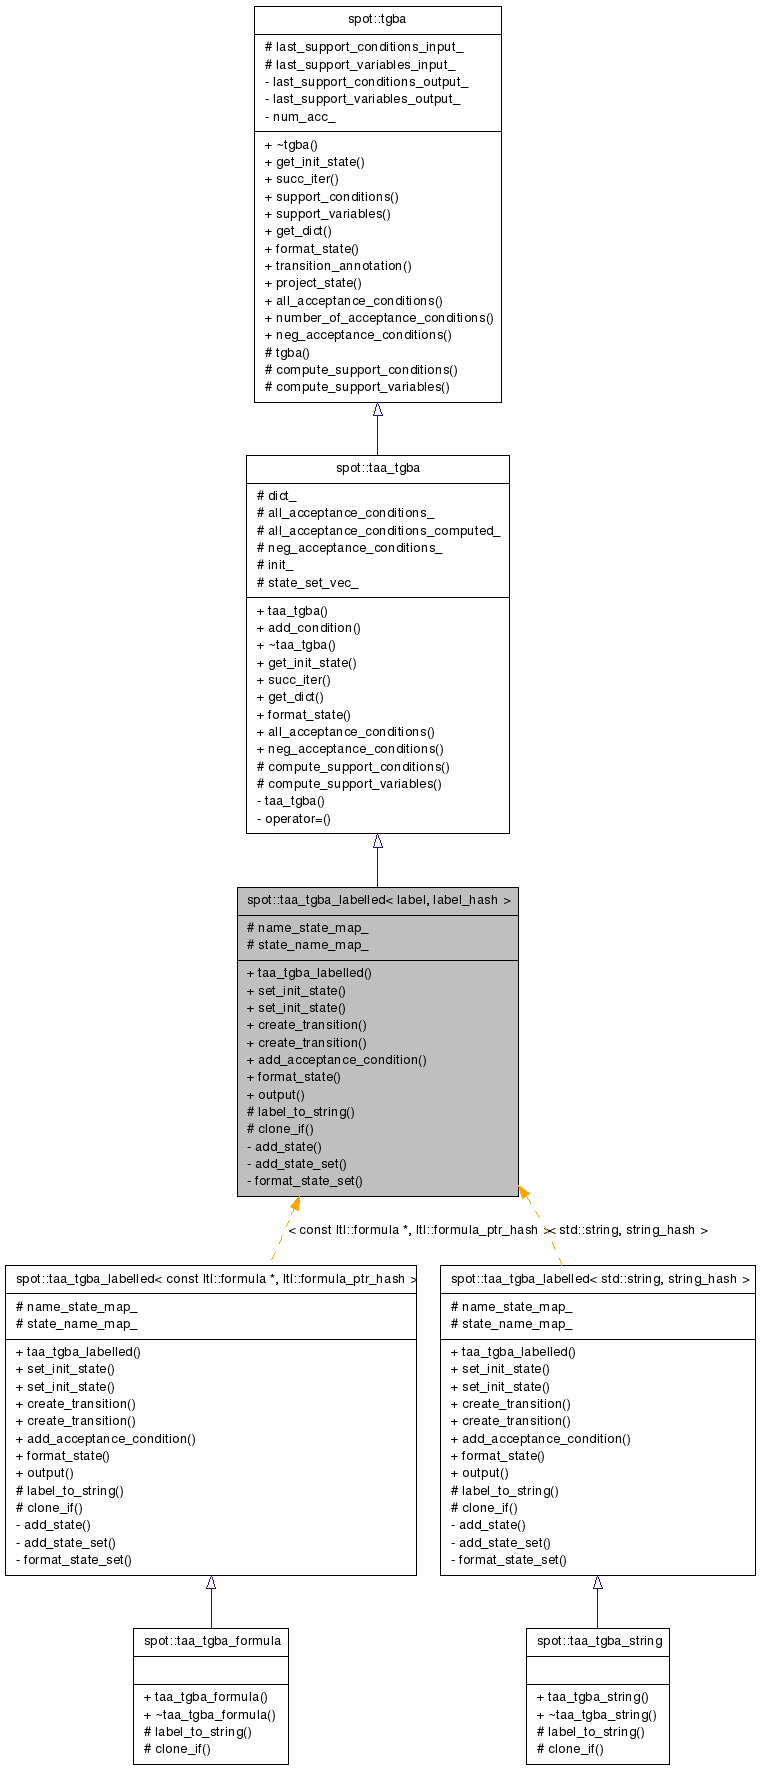 spot::tgba
# last_support_conditions_input_
# last_support_variables_input_
- last_support_conditions_output_
- last_support_variables_output_
- num_acc_
+ ~tgba()
+ get_init_state()
+ succ_iter()
+ support_conditions()
+ support_variables()
+ get_dict()
+ format_state()
+ transition_annotation()
+ project_state()
+ all_acceptance_conditions()
+ number_of_acceptance_conditions()
+ neg_acceptance_conditions()
# tgba()
# compute_support_conditions()
# compute_support_variables()
spot::taa_tgba
# dict_
# all_acceptance_conditions_
# all_acceptance_conditions_computed_
# neg_acceptance_conditions_
# init_
# state_set_vec_
+ taa_tgba()
+ add_condition()
+ ~taa_tgba()
+ get_init_state()
+ succ_iter()
+ get_dict()
+ format_state()
+ all_acceptance_conditions()
+ neg_acceptance_conditions()
# compute_support_conditions()
# compute_support_variables()
- taa_tgba()
- operator=()
spot::taa_tgba_labelled< label, label_hash >
# name_state_map_
# state_name_map_
+ taa_tgba_labelled()
+ set_init_state()
+ set_init_state()
+ create_transition()
+ create_transition()
+ add_acceptance_condition()
+ format_state()
+ output()
# label_to_string()
# clone_if()
- add_state()
- add_state_set()
- format_state_set()
< const ltl::formula *, ltl::formula_ptr_hash >
< std::string, string_hash >
spot::taa_tgba_labelled< const ltl::formula *, ltl::formula_ptr_hash >
# name_state_map_
# state_name_map_
+ taa_tgba_labelled()
+ set_init_state()
+ set_init_state()
+ create_transition()
+ create_transition()
+ add_acceptance_condition()
+ format_state()
+ output()
# label_to_string()
# clone_if()
- add_state()
- add_state_set()
- format_state_set()
spot::taa_tgba_labelled< std::string, string_hash >
# name_state_map_
# state_name_map_
+ taa_tgba_labelled()
+ set_init_state()
+ set_init_state()
+ create_transition()
+ create_transition()
+ add_acceptance_condition()
+ format_state()
+ output()
# label_to_string()
# clone_if()
- add_state()
- add_state_set()
- format_state_set()
spot::taa_tgba_formula
+ taa_tgba_formula()
+ ~taa_tgba_formula()
# label_to_string()
# clone_if()
spot::taa_tgba_string
+ taa_tgba_string()
+ ~taa_tgba_string()
# label_to_string()
# clone_if()